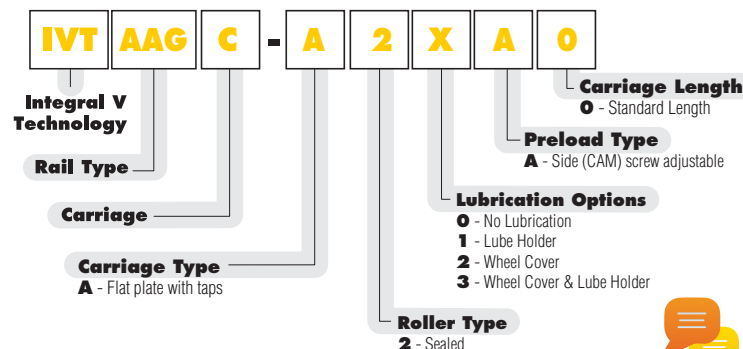 IVT AAG C - A 2 X A 0
Carriage Length
0 - Standard Length
Integral V
Technology
Preload Type
A - Side (CAM) screw adjustable
Rail Type
Lubrication Options
0 - No Lubrication
1 - Lube Holder
2 - Wheel Cover
3 - Wheel Cover & Lube Holder
Carriage
Carriage Type
A - Flat plate with taps
Roller Type
2 - Sealed